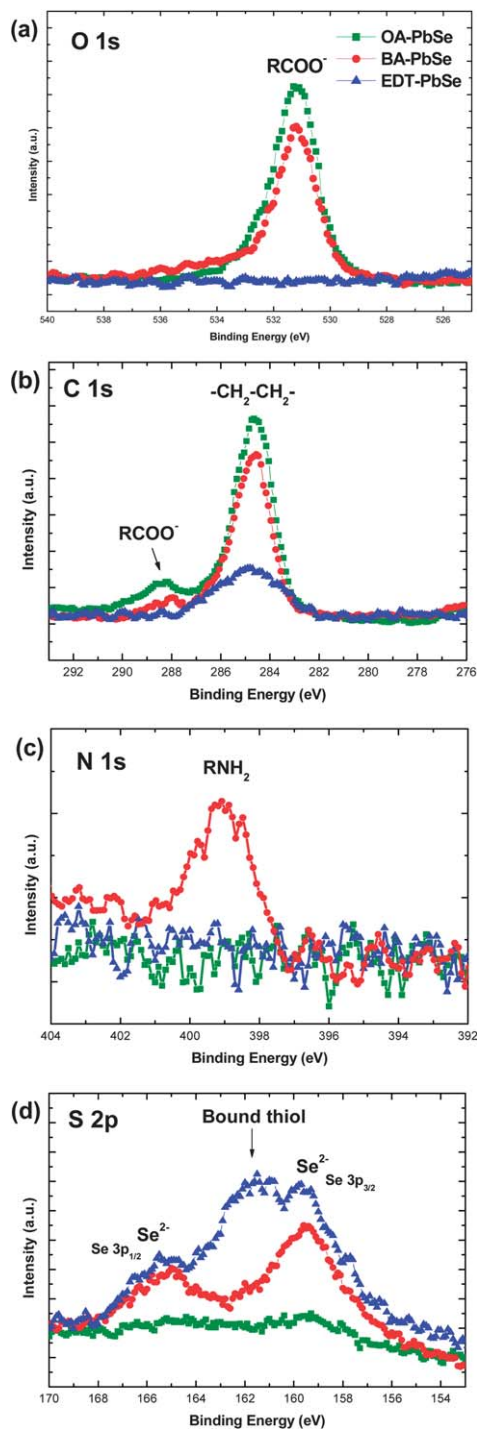 (a)
O 1s
RCOO⁻
OA-PbSe
BA-PbSe
EDT-PbSe
Intensity (a.u.)
540 538 536 534 532 530 528 526
Binding Energy (eV)
(b)
C 1s
-CH₂-CH₂-
RCOO⁻
Intensity (a.u.)
292 290 288 286 284 282 280 278 276
Binding Energy (eV)
(c)
N 1s
RNH₂
Intensity (a.u.)
404 402 400 398 396 394 392
Binding Energy (eV)
(d)
S 2p
Bound thiol
Se²⁻
Se 3p₃/₂
Se²⁻
Se 3p₁/₂
Intensity (a.u.)
170 168 166 164 162 160 158 156 154
Binding Energy (eV)